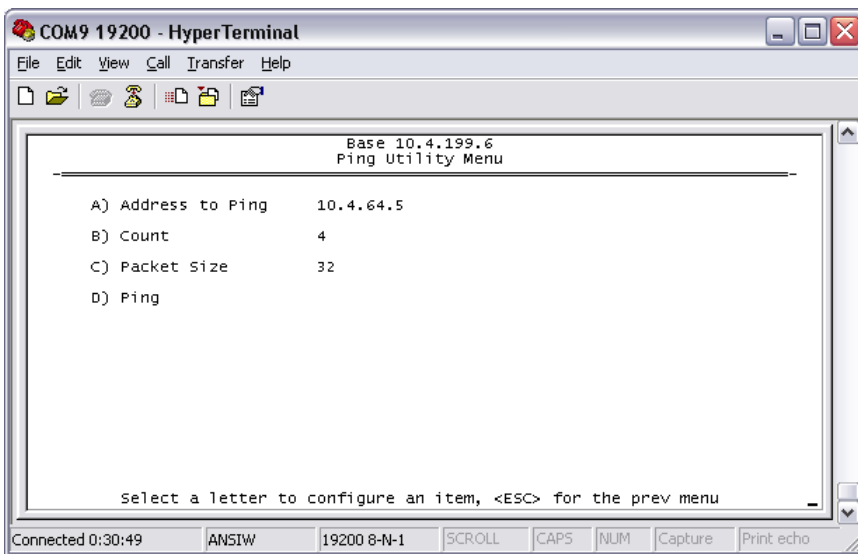 COM9 19200 - HyperTerminal
File Edit View Call Transfer Help
Base 10.4.199.6
Ping Utility Menu
A) Address to Ping 10.4.64.5
B) Count 4
C) Packet Size 32
D) Ping
Select a letter to configure an item, <ESC> for the prev menu
Connected 0:30:49 ANSIW 19200 8-N-1 SCROLL CAPS NUM Capture Print echo